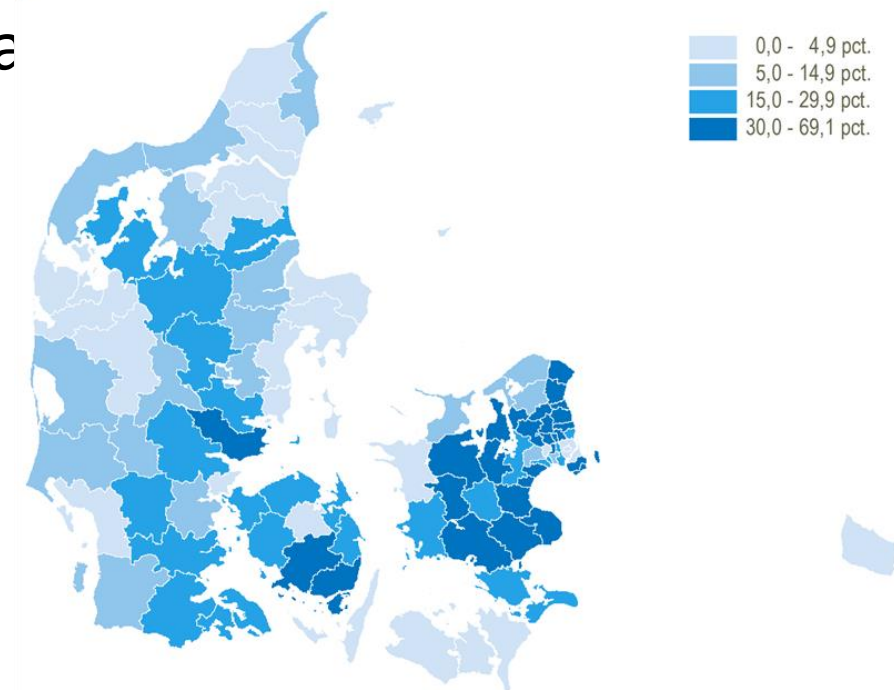 a
0,0 - 4,9 pct.
5,0 - 14,9 pct.
15,0 - 29,9 pct.
30,0 - 69,1 pct.